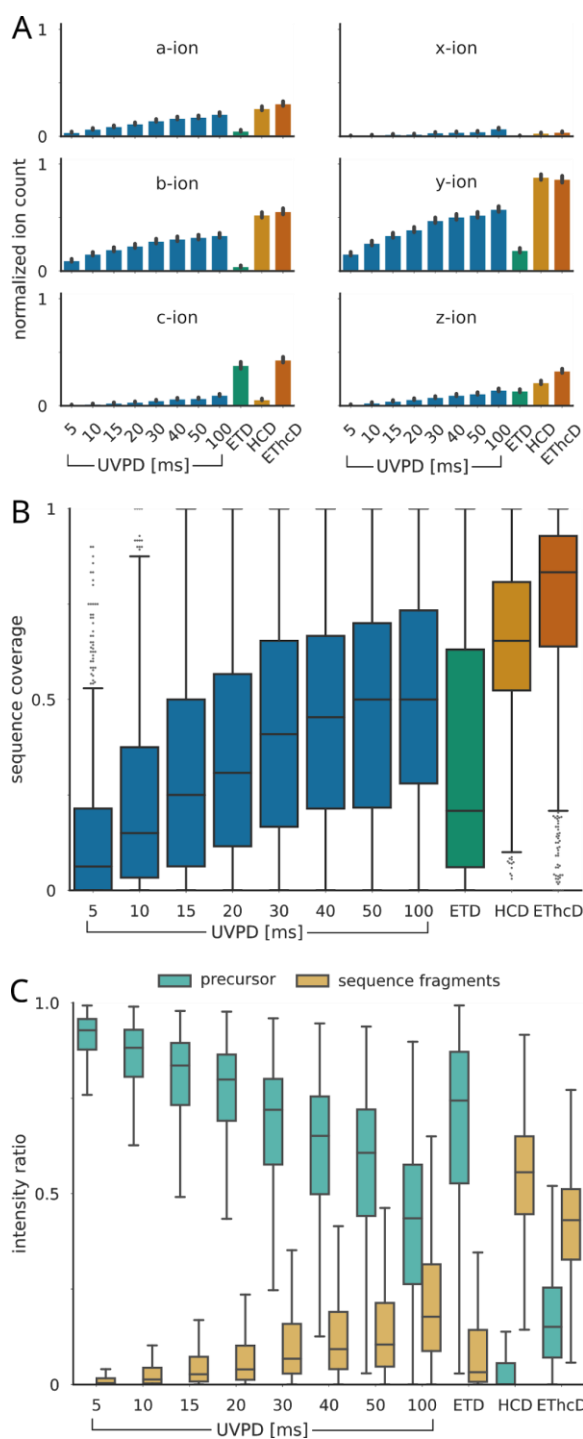 A
a-ion
x-ion
1
0
b-ion
y-ion
1
0
normalized ion count
c-ion
z-ion
1
0
5 10 15 20 30 40 50 100 ETD HCD EThcD
UVPD [ms]
5 10 15 20 30 40 50 100 ETD HCD EThcD
UVPD [ms]
B
1
0.5
0
sequence coverage
5 10 15 20 30 40 50 100 ETD HCD EThcD
UVPD [ms]
C
precursor sequence fragments
1.0
0.5
0
intensity ratio
5 10 15 20 30 40 50 100 ETD HCD EThcD
UVPD [ms]